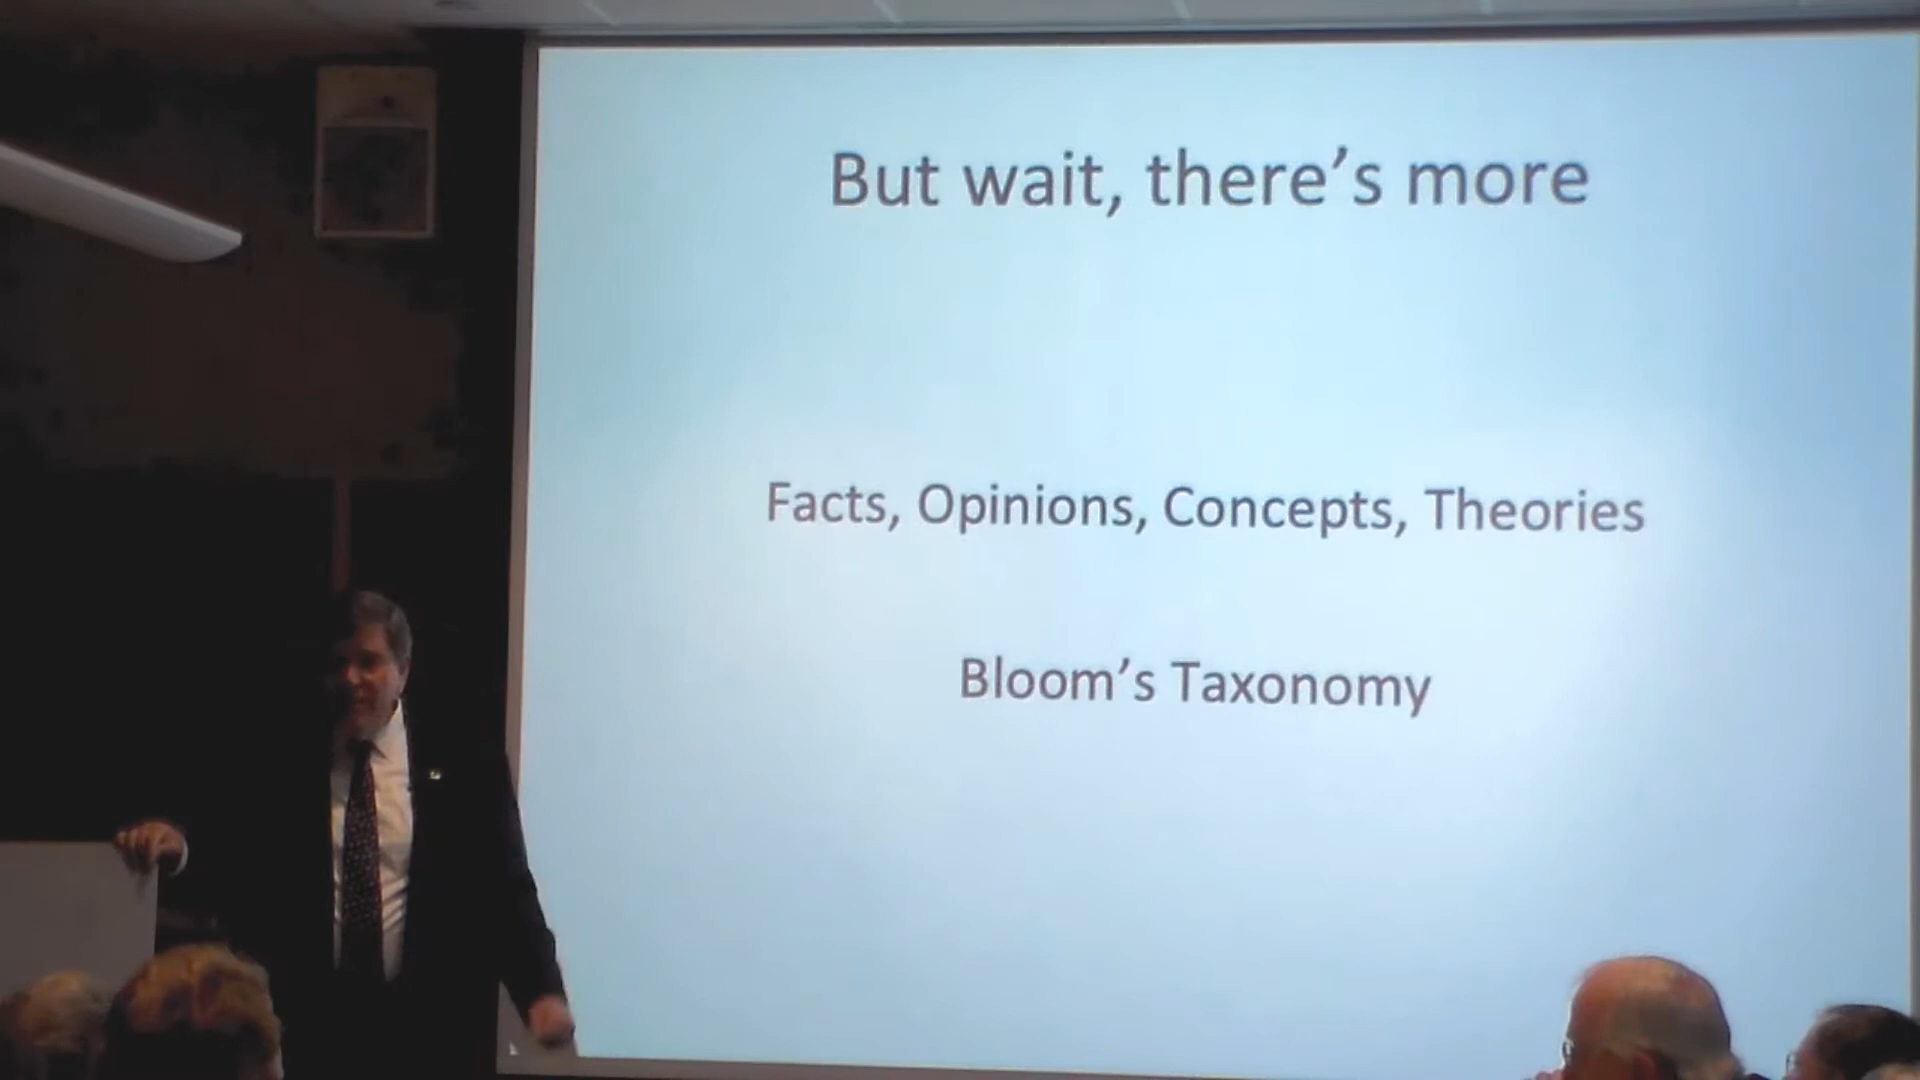 But wait, there’s more
Facts, Opinions, Concepts, Theories
Bloom’s Taxonomy